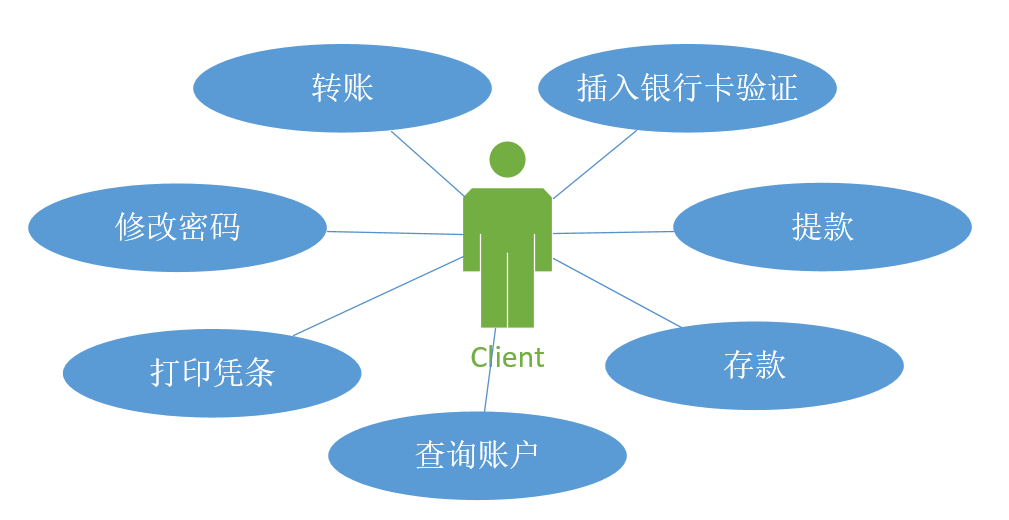 转账
插入银行卡验证
修改密码
提款
打印凭条
Client
存款
查询账户